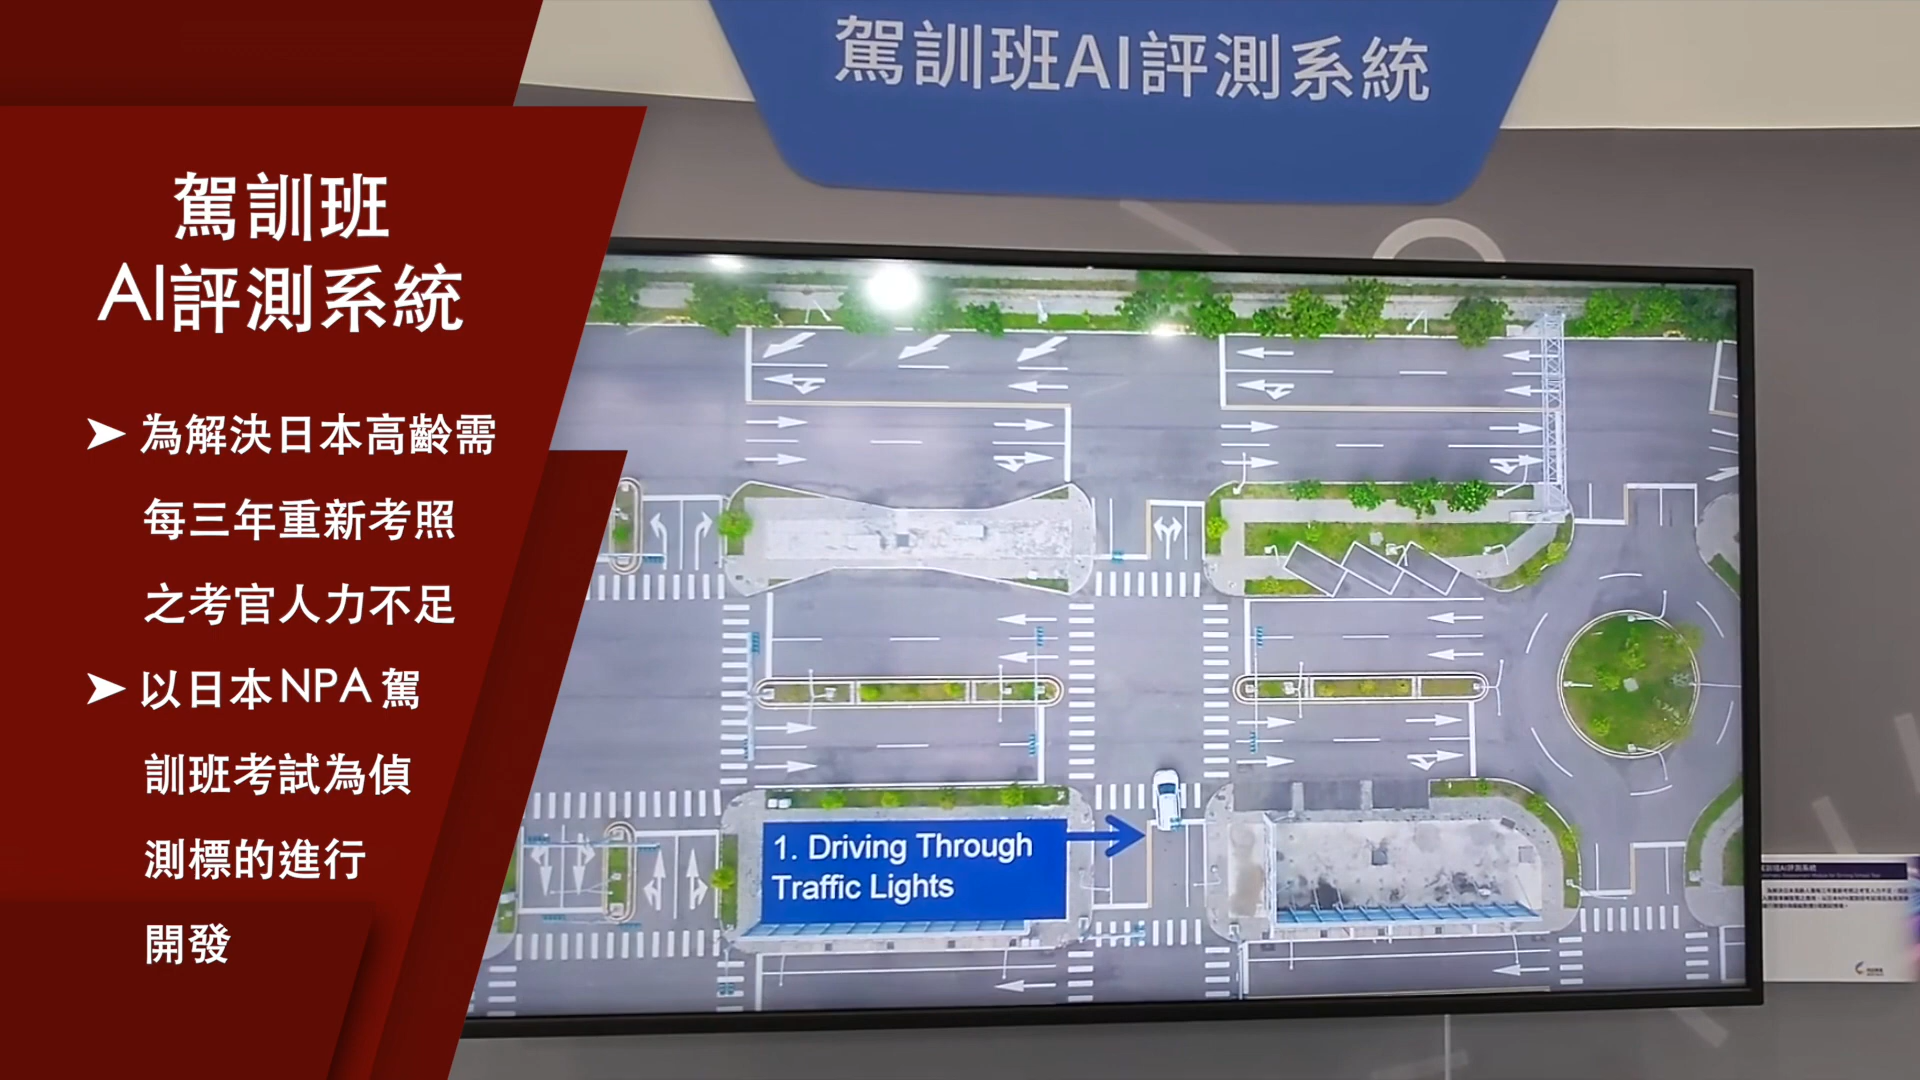 駕訓班AI評測系統
駕訓班
AI評測系統
➤ 為解決日本高齡需
每三年重新考照
之考官人力不足
➤ 以日本NPA駕
訓班考試為偵
測標的進行
開發
1. Driving Through
Traffic Lights